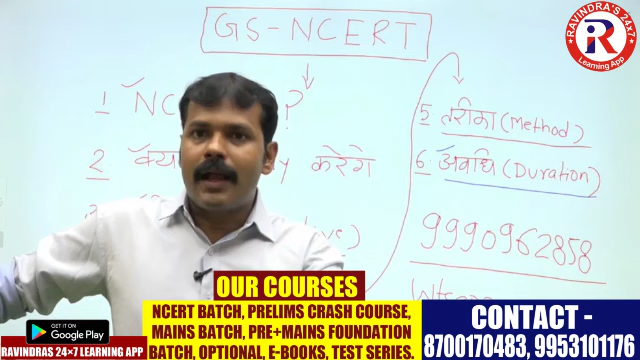 GS-NCERT
RAVINDRA'S 24x7
iR
Learning App
1 NC ?
5 तरीका (Method)
2 क्या y करेंगे
6. अवधि (Duration)
9990962858
OUR COURSES
NCERT BATCH, PRELIMS CRASH COURSE,
MAINS BATCH, PRE+MAINS FOUNDATION
BATCH, OPTIONAL, E-BOOKS, TEST SERIES.
GET IT ON
Google Play
RAVINDRAS 24×7 LEARNING APP
CONTACT -
8700170483, 9953101176